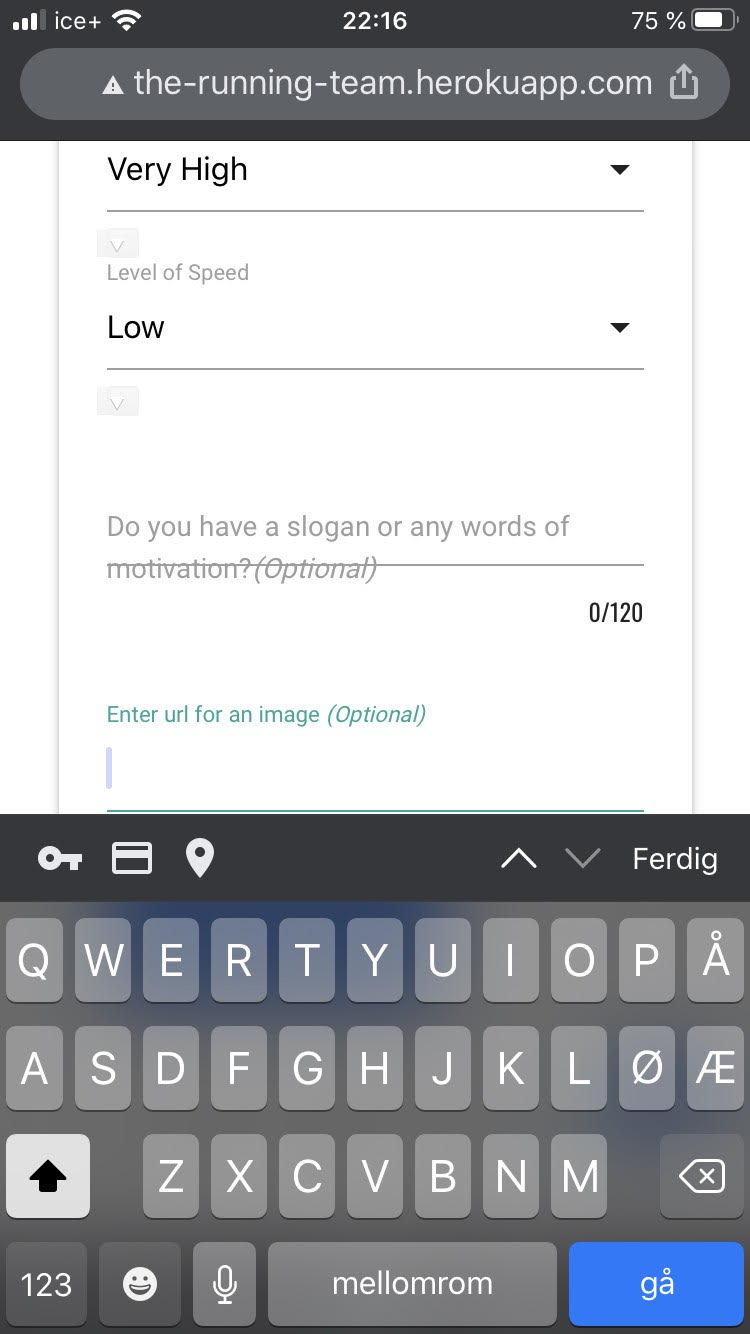 ice+ 22:16 75 %
the-running-team.herokuapp.com
Very High
Level of Speed
Low
Do you have a slogan or any words of
motivation?(Optional)
0/120
Enter url for an image (Optional)
Ferdig
Q W E R T Y U I O P Å
A S D F G H J K L Ø Æ
Z X C V B N M
123 mellomrom gå